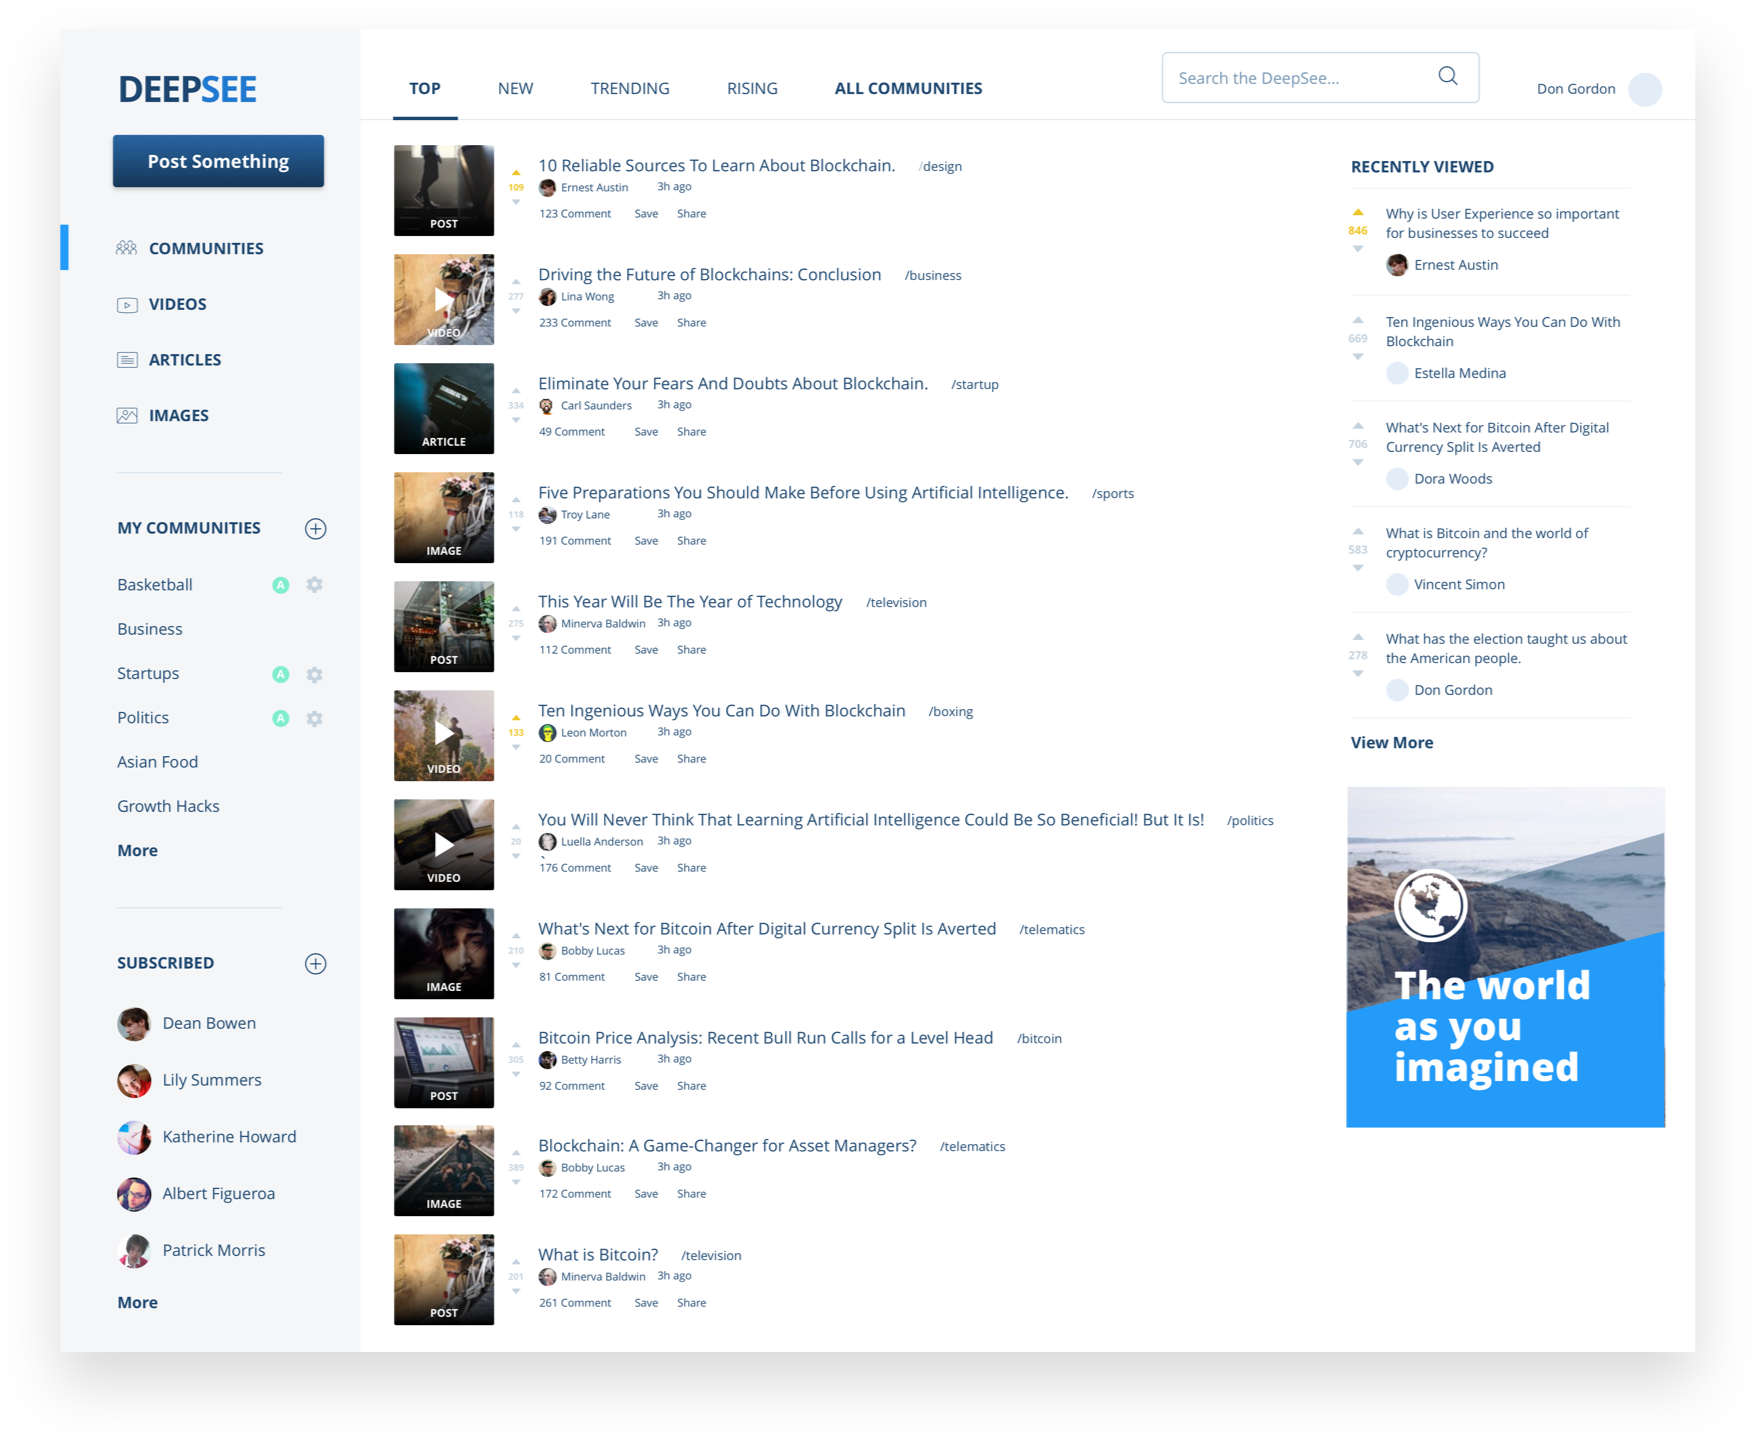 DEEPSEE
Post Something
COMMUNITIES
VIDEOS
ARTICLES
IMAGES
MY COMMUNITIES
Basketball A
Business
Startups A
Politics A
Asian Food
Growth Hacks
More
SUBSCRIBED
Dean Bowen
Lily Summers
Katherine Howard
Albert Figueroa
Patrick Morris
More
TOP NEW TRENDING RISING ALL COMMUNITIES
Search the DeepSee...
Don Gordon
POST
109
10 Reliable Sources To Learn About Blockchain. /design
Ernest Austin 3h ago
123 Comment Save Share
VIDEO
277
Driving the Future of Blockchains: Conclusion /business
Lina Wong 3h ago
233 Comment Save Share
ARTICLE
334
Eliminate Your Fears And Doubts About Blockchain. /startup
Carl Saunders 3h ago
49 Comment Save Share
IMAGE
118
Five Preparations You Should Make Before Using Artificial Intelligence. /sports
Troy Lane 3h ago
191 Comment Save Share
POST
275
This Year Will Be The Year of Technology /television
Minerva Baldwin 3h ago
112 Comment Save Share
VIDEO
133
Ten Ingenious Ways You Can Do With Blockchain /boxing
Leon Morton 3h ago
20 Comment Save Share
VIDEO
20
You Will Never Think That Learning Artificial Intelligence Could Be So Beneficial! But It Is! /politics
Luella Anderson 3h ago
176 Comment Save Share
IMAGE
210
What's Next for Bitcoin After Digital Currency Split Is Averted /telematics
Bobby Lucas 3h ago
81 Comment Save Share
POST
305
Bitcoin Price Analysis: Recent Bull Run Calls for a Level Head /bitcoin
Betty Harris 3h ago
92 Comment Save Share
IMAGE
389
Blockchain: A Game-Changer for Asset Managers? /telematics
Bobby Lucas 3h ago
172 Comment Save Share
POST
201
What is Bitcoin? /television
Minerva Baldwin 3h ago
261 Comment Save Share
RECENTLY VIEWED
846
Why is User Experience so important
for businesses to succeed
Ernest Austin
669
Ten Ingenious Ways You Can Do With
Blockchain
Estella Medina
706
What's Next for Bitcoin After Digital
Currency Split Is Averted
Dora Woods
583
What is Bitcoin and the world of
cryptocurrency?
Vincent Simon
278
What has the election taught us about
the American people.
Don Gordon
View More
The world
as you
imagined